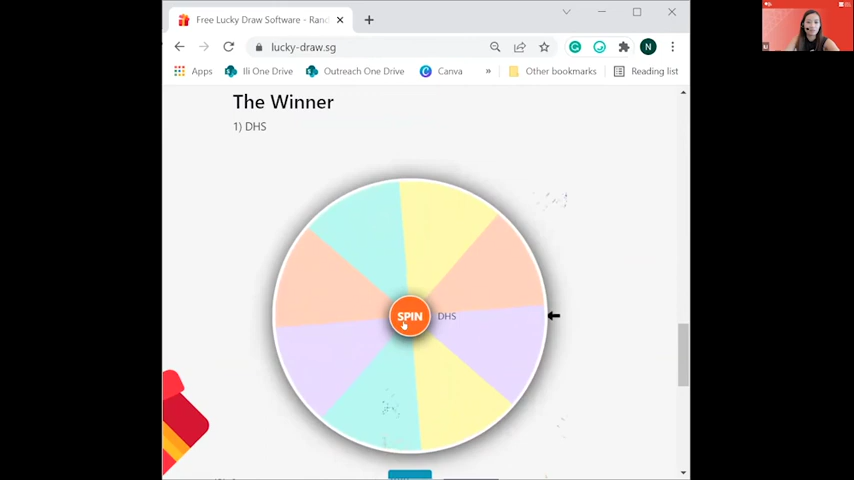 Free Lucky Draw Software - Ran
lucky-draw.sg
N
Apps
Ili One Drive
Outreach One Drive
Canva
»
Other bookmarks
Reading list
The Winner
1) DHS
SPIN
DHS